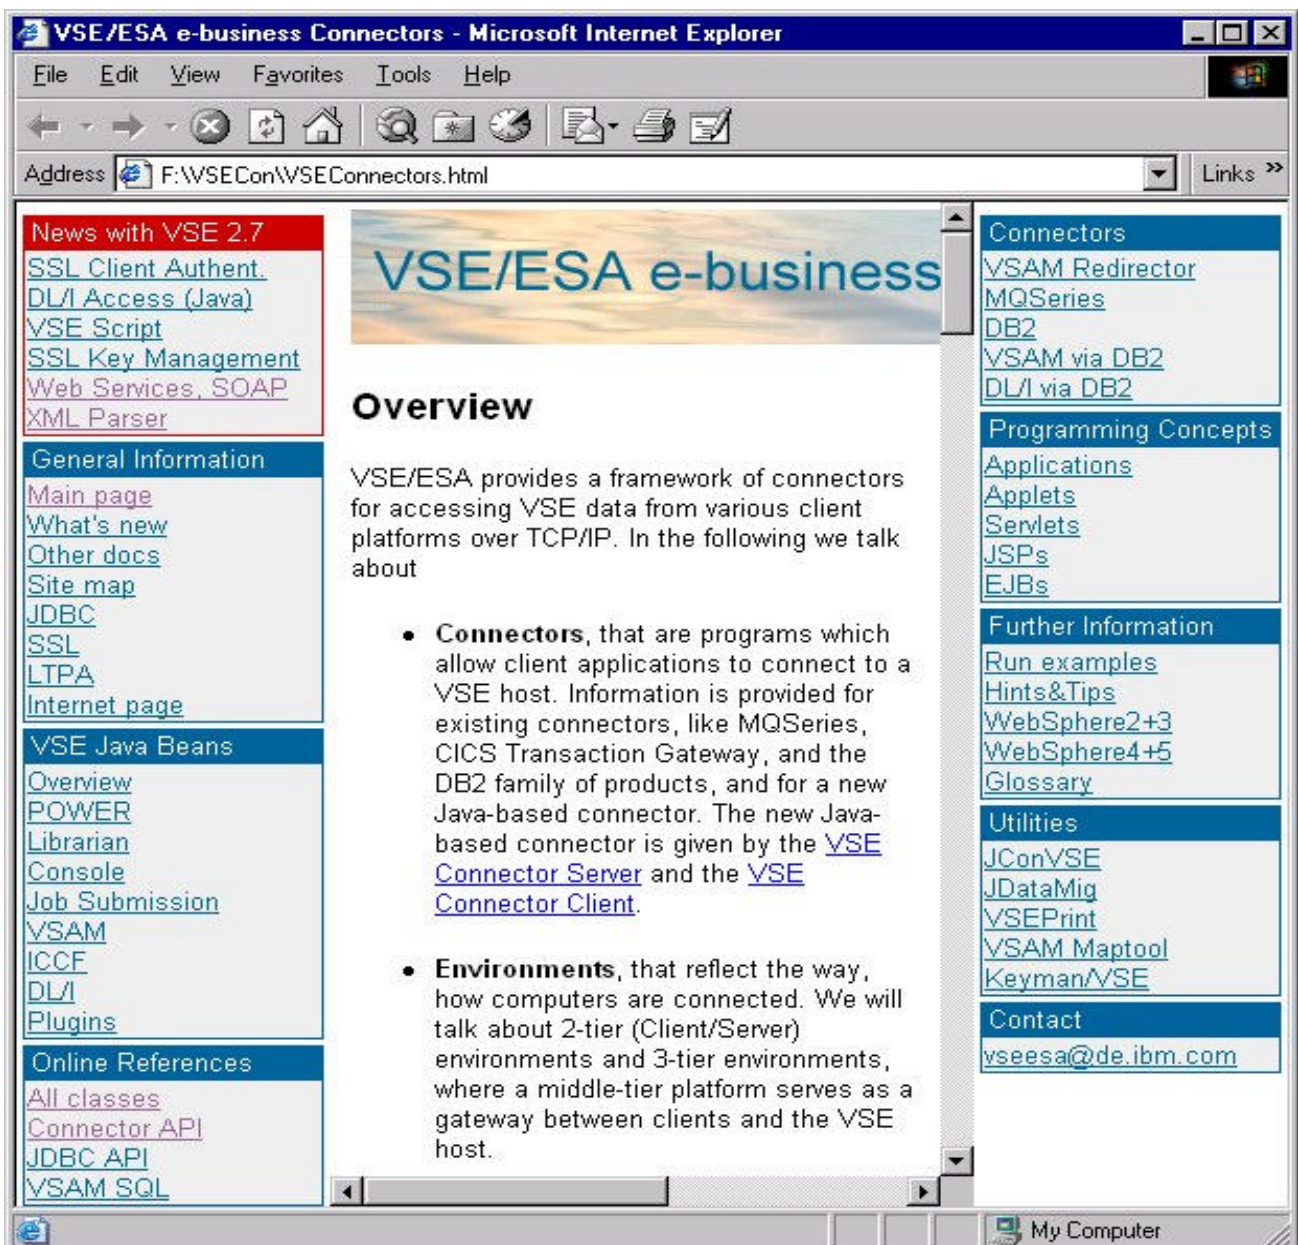 VSE/ESA e-business Connectors - Microsoft Internet Explorer
File Edit View Favorites Tools Help
Address F:\VSECon\VSEConnectors.html Links »
News with VSE 2.7
SSL Client Authent.
DL/I Access (Java)
VSE Script
SSL Key Management
Web Services, SOAP
XML Parser
General Information
Main page
What's new
Other docs
Site map
JDBC
SSL
LTPA
Internet page
VSE Java Beans
Overview
POWER
Librarian
Console
Job Submission
VSAM
ICCF
DL/I
Plugins
Online References
All classes
Connector API
JDBC API
VSAM SQL
VSE/ESA e-business
Overview
VSE/ESA provides a framework of connectors
for accessing VSE data from various client
platforms over TCP/IP. In the following we talk
about
• Connectors, that are programs which
allow client applications to connect to a
VSE host. Information is provided for
existing connectors, like MQSeries,
CICS Transaction Gateway, and the
DB2 family of products, and for a new
Java-based connector. The new Java-
based connector is given by the VSE
Connector Server and the VSE
Connector Client.
• Environments, that reflect the way,
how computers are connected. We will
talk about 2-tier (Client/Server)
environments and 3-tier environments,
where a middle-tier platform serves as a
gateway between clients and the VSE
host.
Connectors
VSAM Redirector
MQSeries
DB2
VSAM via DB2
DL/I via DB2
Programming Concepts
Applications
Applets
Servlets
JSPs
EJBs
Further Information
Run examples
Hints&Tips
WebSphere2+3
WebSphere4+5
Glossary
Utilities
JConVSE
JDataMig
VSEPrint
VSAM Maptool
Keyman/VSE
Contact
vseesa@de.ibm.com
My Computer